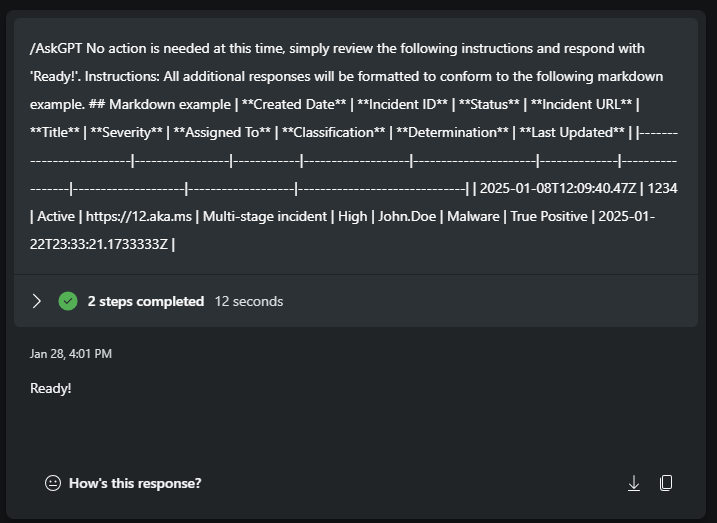 /AskGPT No action is needed at this time, simply review the following instructions and respond with
'Ready!'. Instructions: All additional responses will be formatted to conform to the following markdown
example. ## Markdown example | **Created Date** | **Incident ID** | **Status** | **Incident URL** |
**Title** | **Severity** | **Assigned To** | **Classification** | **Determination** | **Last Updated** | |-------
--------------------|-----------------|------------|-------------------|----------------------|--------------|----------
-------|--------------------|-------------------|------------------------------| | 2025-01-08T12:09:40.47Z | 1234
| Active | https://12.aka.ms | Multi-stage incident | High | John.Doe | Malware | True Positive | 2025-01-
22T23:33:21.1733333Z |
2 steps completed 12 seconds
Jan 28, 4:01 PM
Ready!
How's this response?